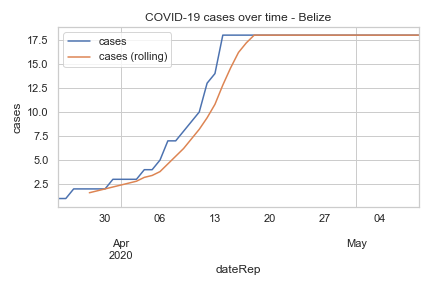 COVID-19 cases over time - Belize
cases
cases (rolling)
cases
17.5
15.0
12.5
10.0
7.5
5.0
2.5
30 06 13 20 27 04
Apr May
2020
dateRep